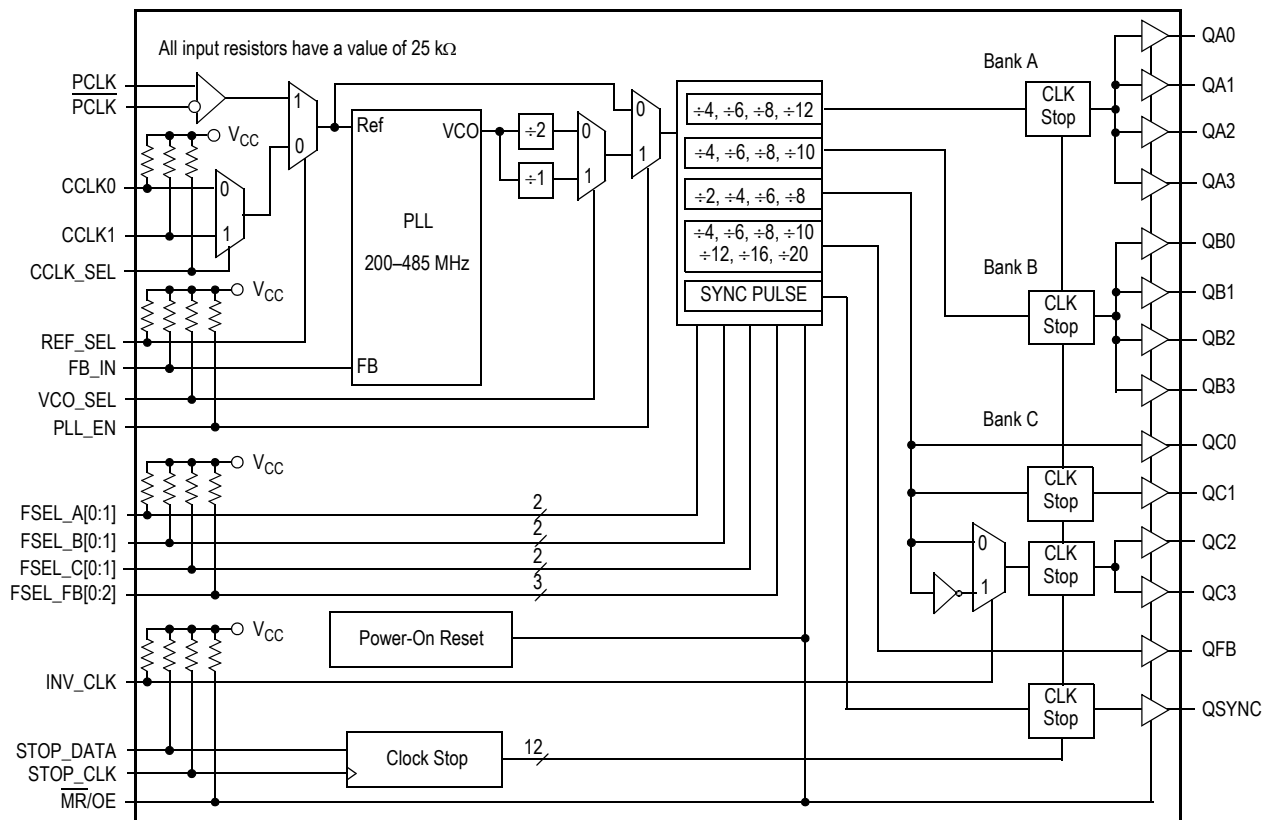 All input resistors have a value of 25 kΩ
PCLK
PCLK
VCC
CCLK0
CCLK1
CCLK_SEL
1
0
0
1
VCC
REF_SEL
FB_IN
VCO_SEL
PLL_EN
Ref
VCO
PLL
200–485 MHz
FB
÷2
÷1
0
1
0
1
÷4, ÷6, ÷8, ÷12
÷4, ÷6, ÷8, ÷10
÷2, ÷4, ÷6, ÷8
÷4, ÷6, ÷8, ÷10
÷12, ÷16, ÷20
SYNC PULSE
Bank A
CLK
Stop
QA0
QA1
QA2
QA3
Bank B
CLK
Stop
QB0
QB1
QB2
QB3
Bank C
CLK
Stop
0
1
CLK
Stop
QC0
QC1
QC2
QC3
QFB
CLK
Stop
QSYNC
VCC
FSEL_A[0:1]
2
FSEL_B[0:1]
2
FSEL_C[0:1]
2
FSEL_FB[0:2]
3
VCC
Power-On Reset
INV_CLK
STOP_DATA
STOP_CLK
MR/OE
Clock Stop
12